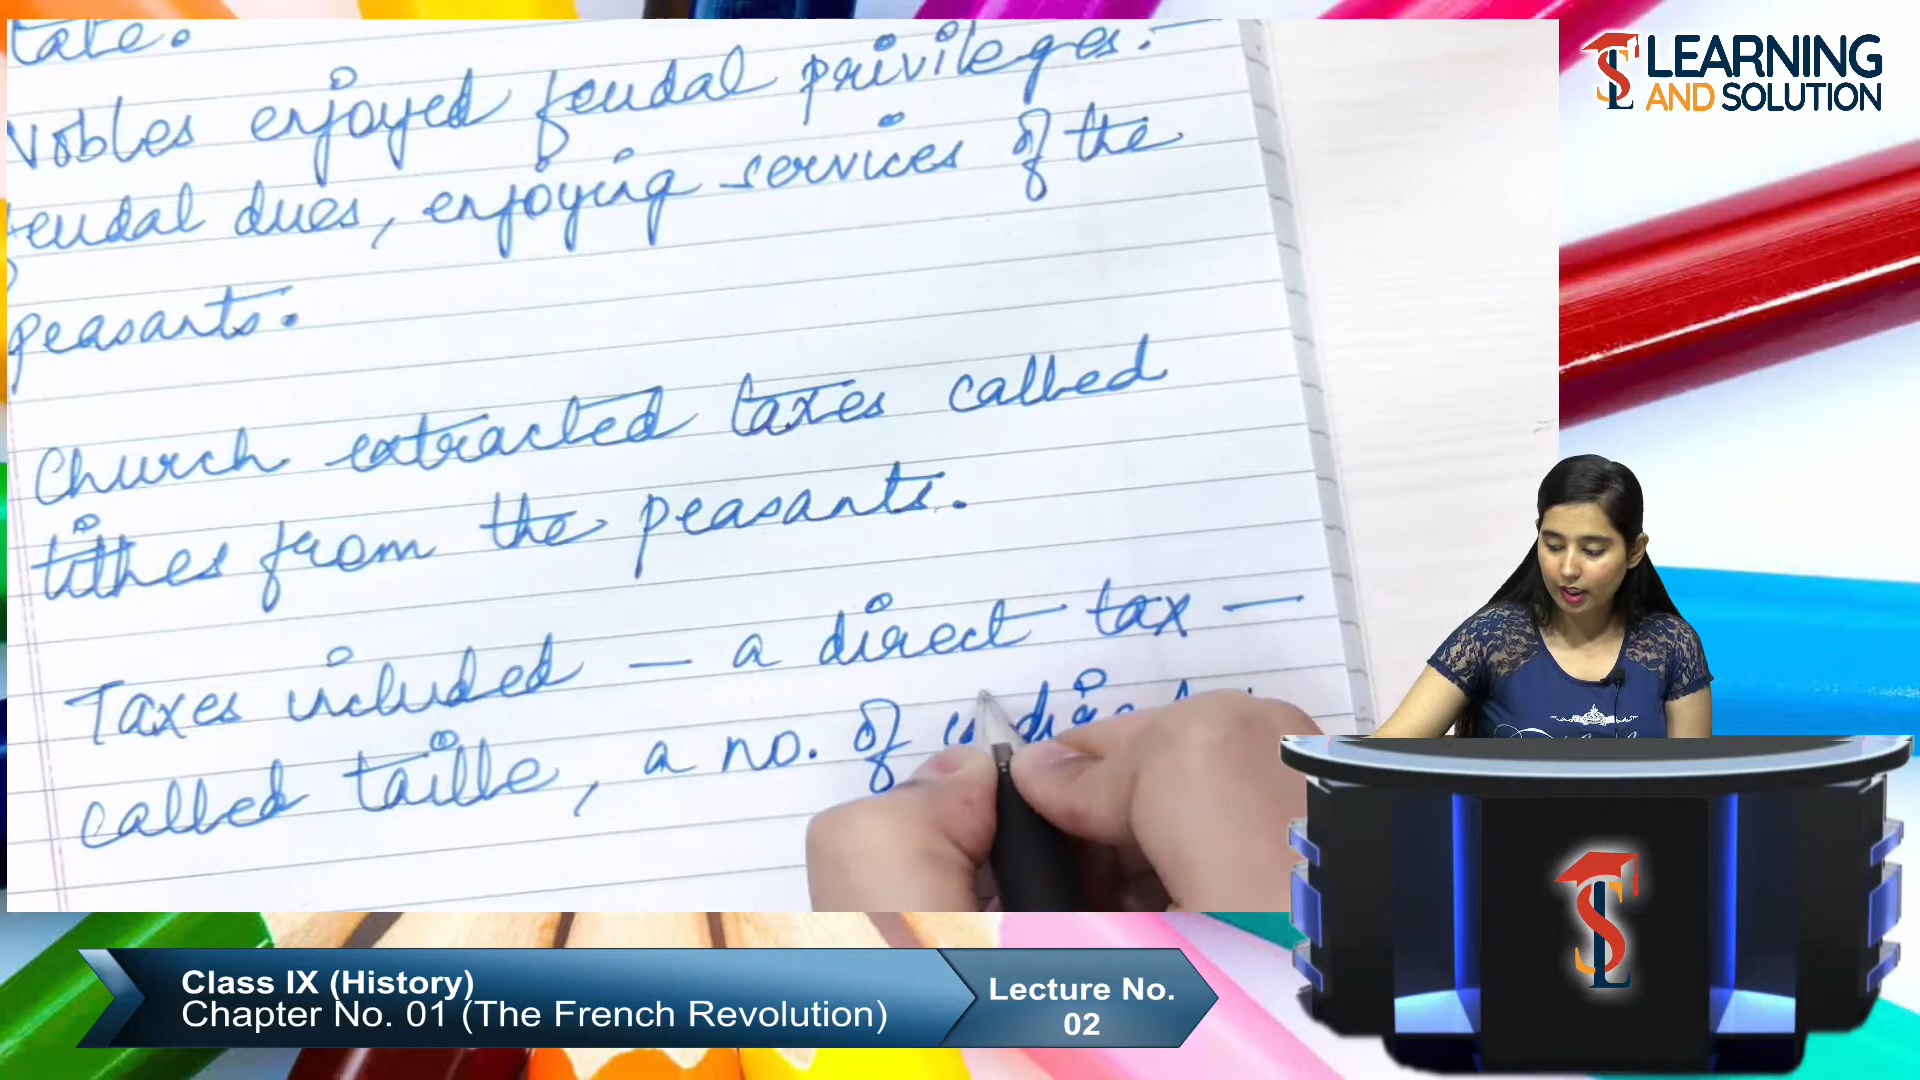 tate.
Nobles enjoyed feudal privileges:-
feudal dues, enjoying services of the
peasants.
Church extracted taxes called
tithes from the peasants.
Taxes included — a direct tax —
called taille, a no. of indirect
LEARNING
AND SOLUTION
Class IX (History)
Chapter No. 01 (The French Revolution)
Lecture No.
02